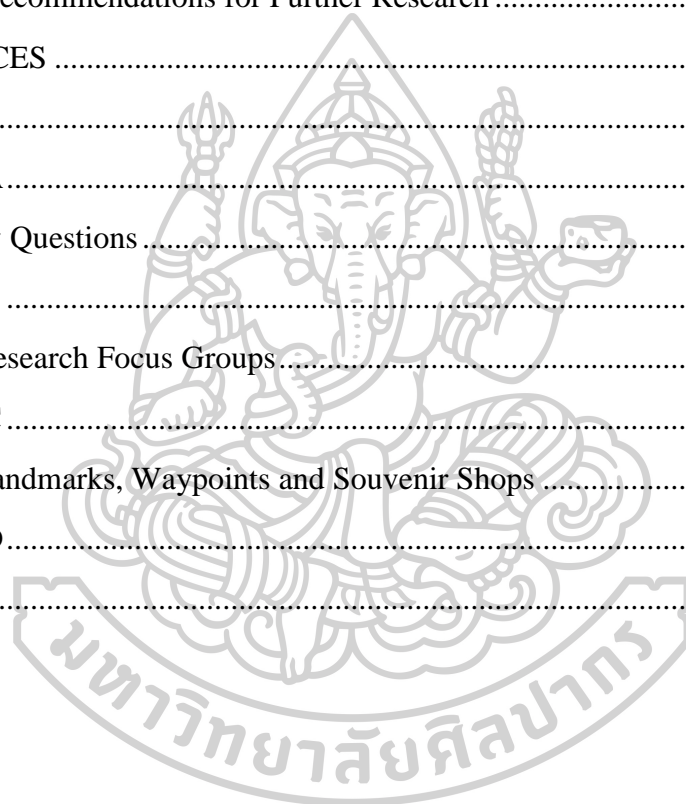 ecommendations for Further Research ....................
CES .....................................................................
...........................................................................
...........................................................................
Questions ..........................................................
...........................................................................
esearch Focus Groups .......................................
...........................................................................
andmarks, Waypoints and Souvenir Shops .................
...........................................................................
...........................................................................
มหาวิทยาลัยศิลปากร